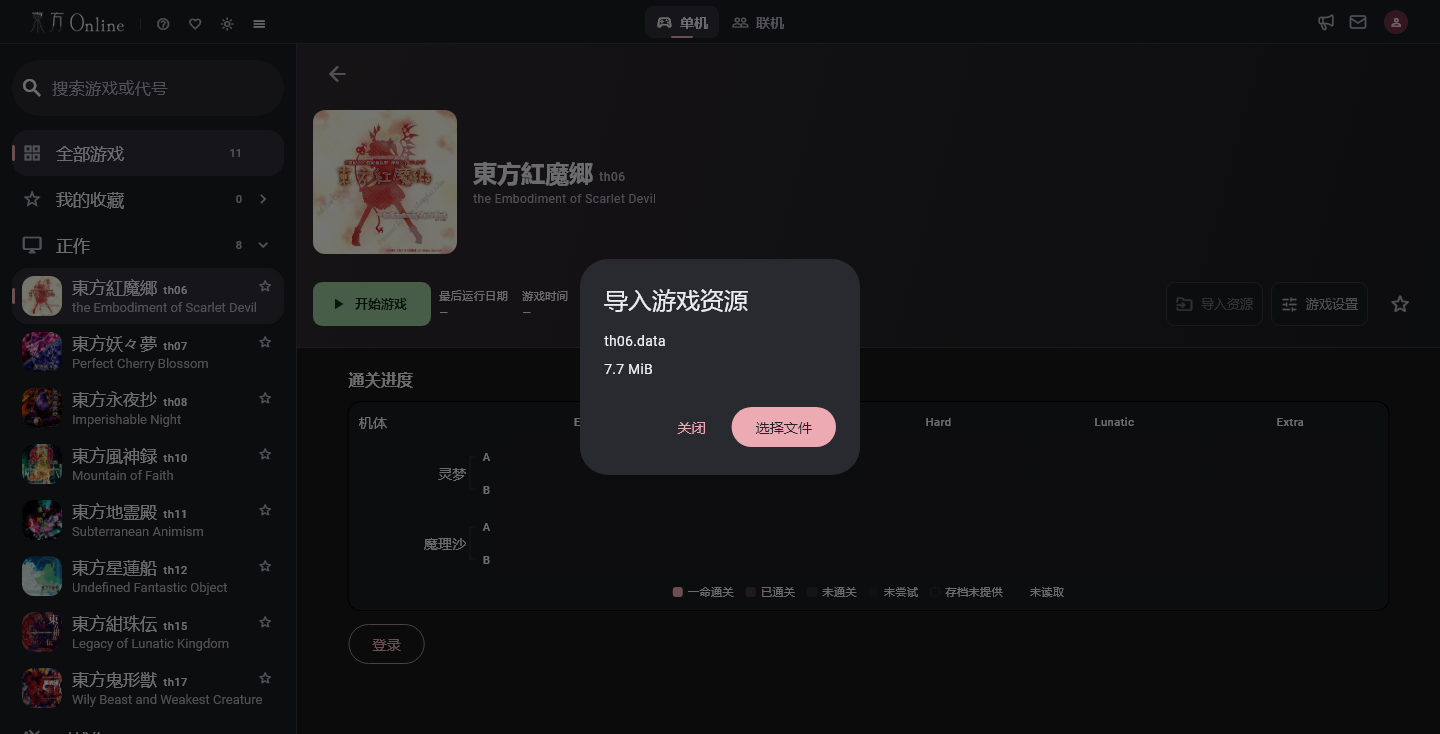 東方Online
单机
联机
搜索游戏或代号
全部游戏 11
我的收藏 0
正作 8
東方紅魔郷 th06
the Embodiment of Scarlet Devil
東方妖々夢 th07
Perfect Cherry Blossom
東方永夜抄 th08
Imperishable Night
東方風神録 th10
Mountain of Faith
東方地霊殿 th11
Subterranean Animism
東方星蓮船 th12
Undefined Fantastic Object
東方紺珠伝 th15
Legacy of Lunatic Kingdom
東方鬼形獣 th17
Wily Beast and Weakest Creature
東方紅魔郷
東方紅魔郷 th06
the Embodiment of Scarlet Devil
开始游戏
最后运行日期
—
游戏时间
—
导入资源
游戏设置
导入游戏资源
th06.data
7.7 MiB
关闭
选择文件
通关进度
机体 Hard Lunatic Extra
灵梦
A
B
魔理沙
A
B
一命通关 已通关 未通关 未尝试 存档未提供 未读取
登录